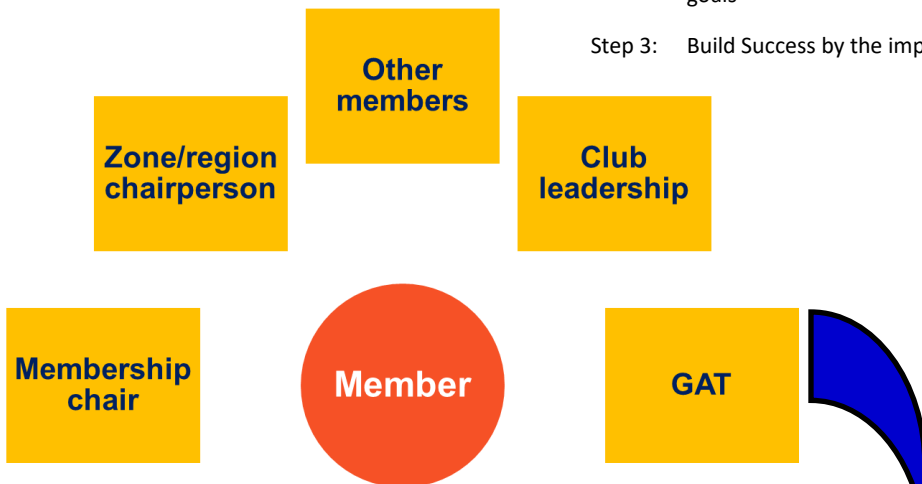 goals
Step 3: Build Success by the imp
Other
members
Zone/region
chairperson
Club
leadership
Membership
chair
Member
GAT